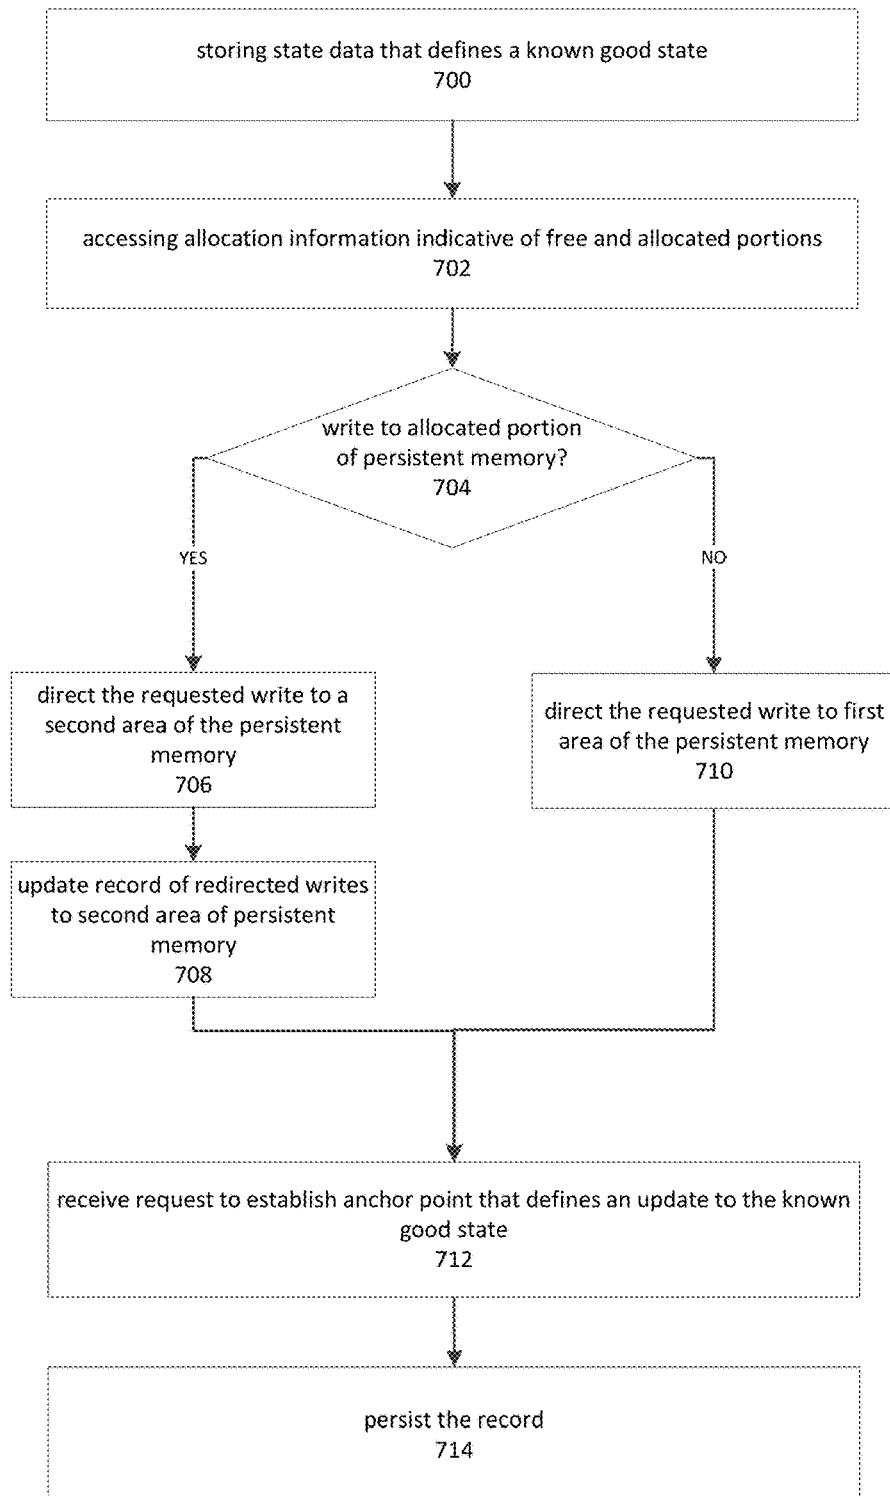 storing state data that defines a known good state
700
accessing allocation information indicative of free and allocated portions
702
write to allocated portion
of persistent memory?
704
YES
NO
direct the requested write to a
second area of the persistent
memory
706
direct the requested write to first
area of the persistent memory
710
update record of redirected writes
to second area of persistent
memory
708
receive request to establish anchor point that defines an update to the known
good state
712
persist the record
714